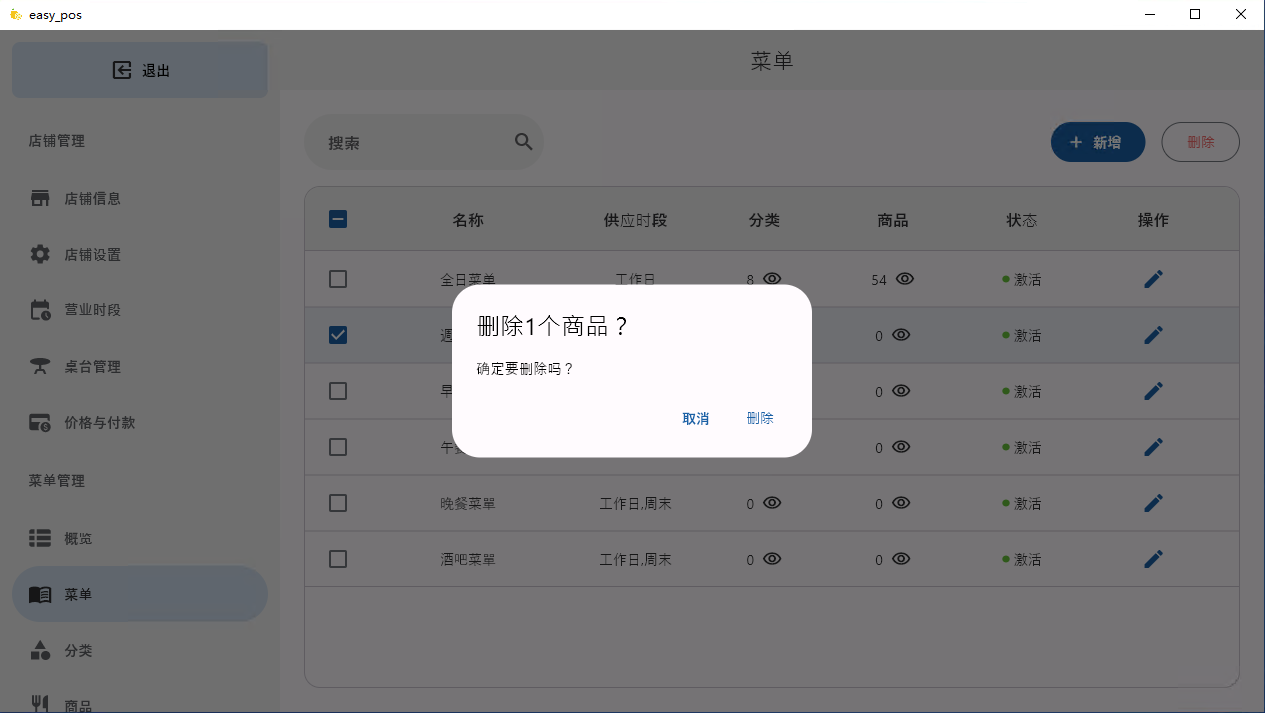 easy_pos
退出
菜单
店铺管理
店铺信息
店铺设置
营业时段
桌台管理
价格与付款
菜单管理
概览
菜单
分类
商品
搜索
新增
删除
名称 供应时段 分类 商品 状态 操作
全日菜单 工作日 8 54 激活
0 激活
早 0 激活
午 0 激活
晚餐菜單 工作日,周末 0 0 激活
酒吧菜單 工作日,周末 0 0 激活
删除1个商品？
确定要删除吗？
取消 删除